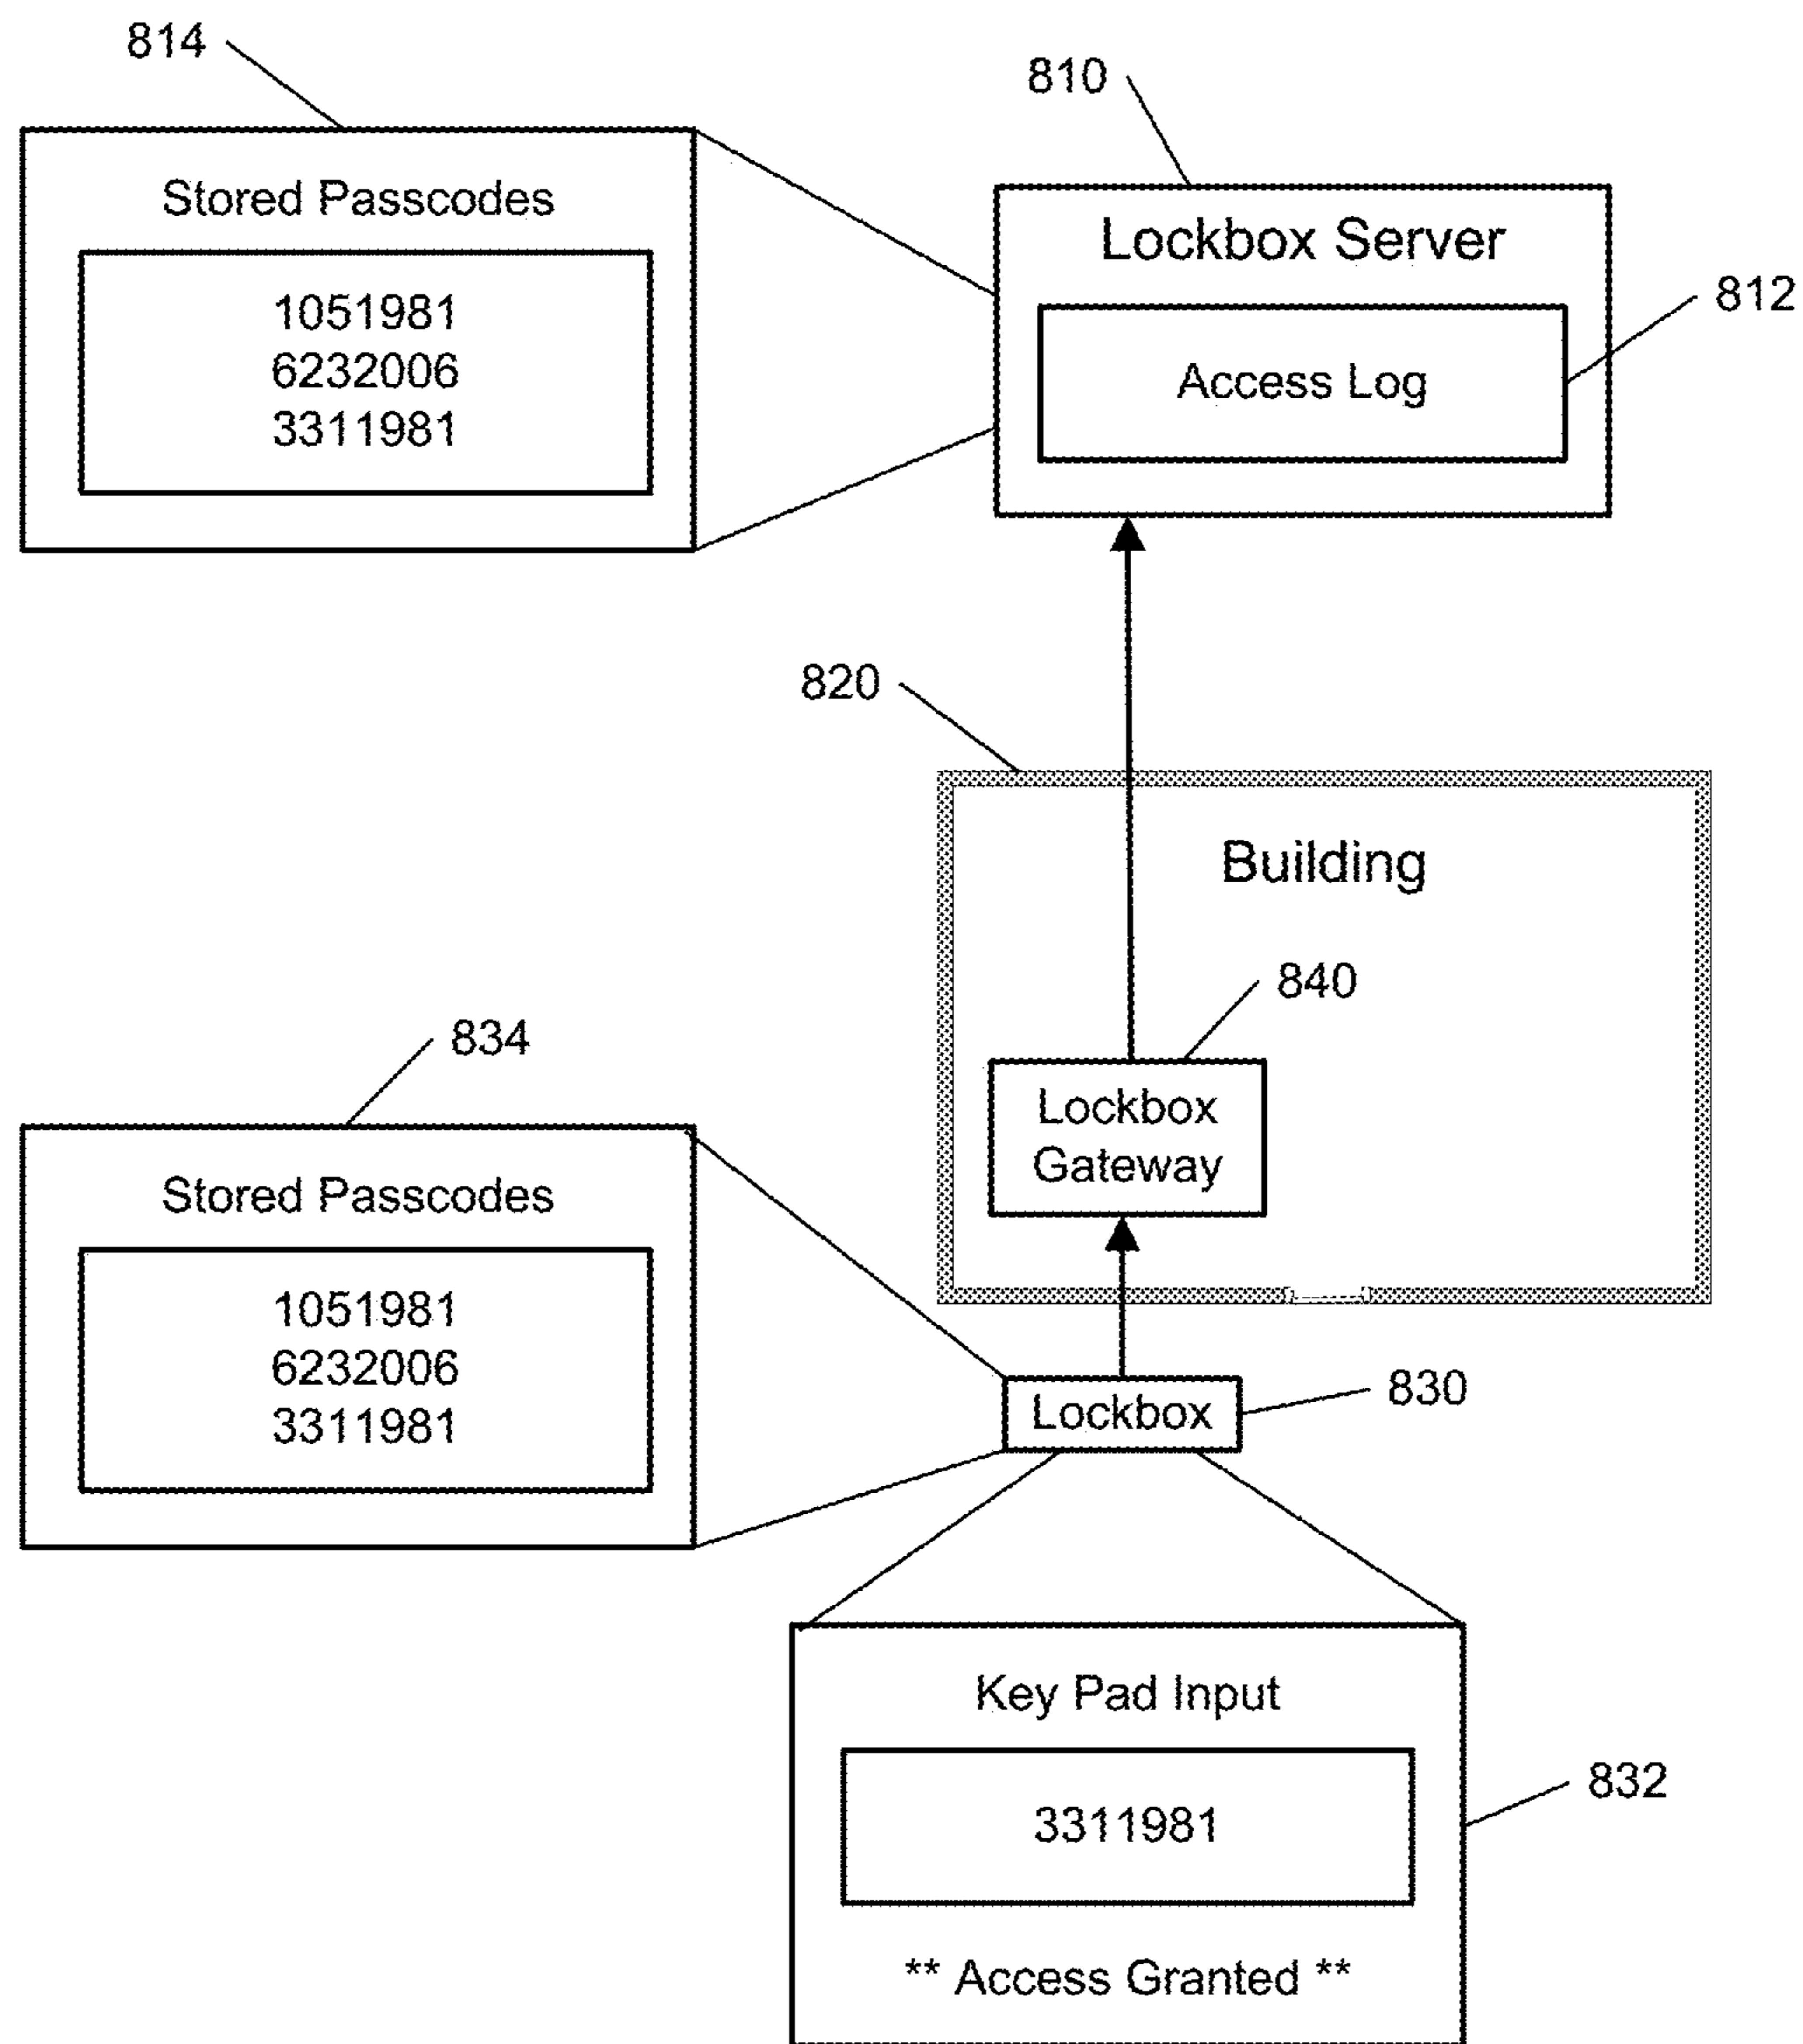 814
810
Stored Passcodes
1051981
6232006
3311981
Lockbox Server
812
Access Log
820
Building
840
Lockbox
Gateway
834
Stored Passcodes
1051981
6232006
3311981
830
Lockbox
Key Pad Input
3311981
832
** Access Granted **